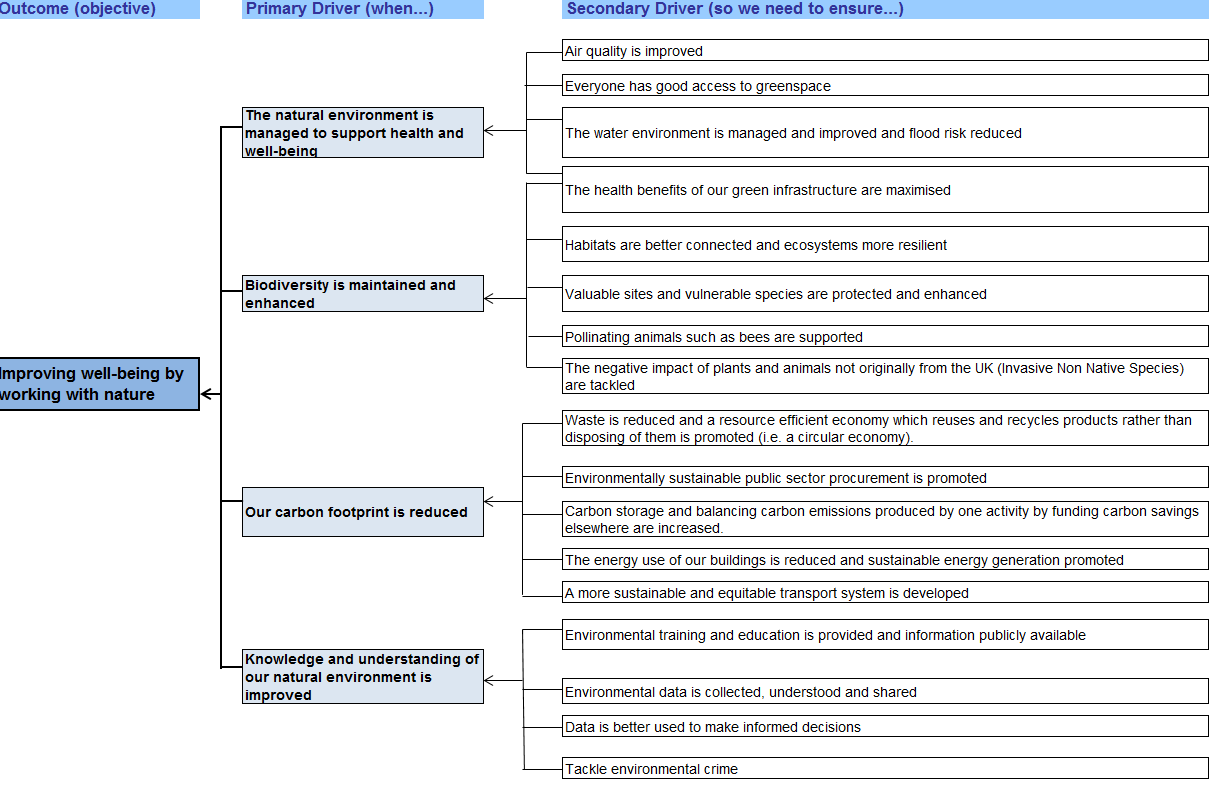 Outcome (objective)
Primary Driver (when...)
Secondary Driver (so we need to ensure...)
Improving well-being by
working with nature
The natural environment is
managed to support health and
well-being
Air quality is improved
Everyone has good access to greenspace
The water environment is managed and improved and flood risk reduced
The health benefits of our green infrastructure are maximised
Biodiversity is maintained and
enhanced
Habitats are better connected and ecosystems more resilient
Valuable sites and vulnerable species are protected and enhanced
Pollinating animals such as bees are supported
The negative impact of plants and animals not originally from the UK (Invasive Non Native Species)
are tackled
Our carbon footprint is reduced
Waste is reduced and a resource efficient economy which reuses and recycles products rather than
disposing of them is promoted (i.e. a circular economy).
Environmentally sustainable public sector procurement is promoted
Carbon storage and balancing carbon emissions produced by one activity by funding carbon savings
elsewhere are increased.
The energy use of our buildings is reduced and sustainable energy generation promoted
A more sustainable and equitable transport system is developed
Knowledge and understanding of
our natural environment is
improved
Environmental training and education is provided and information publicly available
Environmental data is collected, understood and shared
Data is better used to make informed decisions
Tackle environmental crime